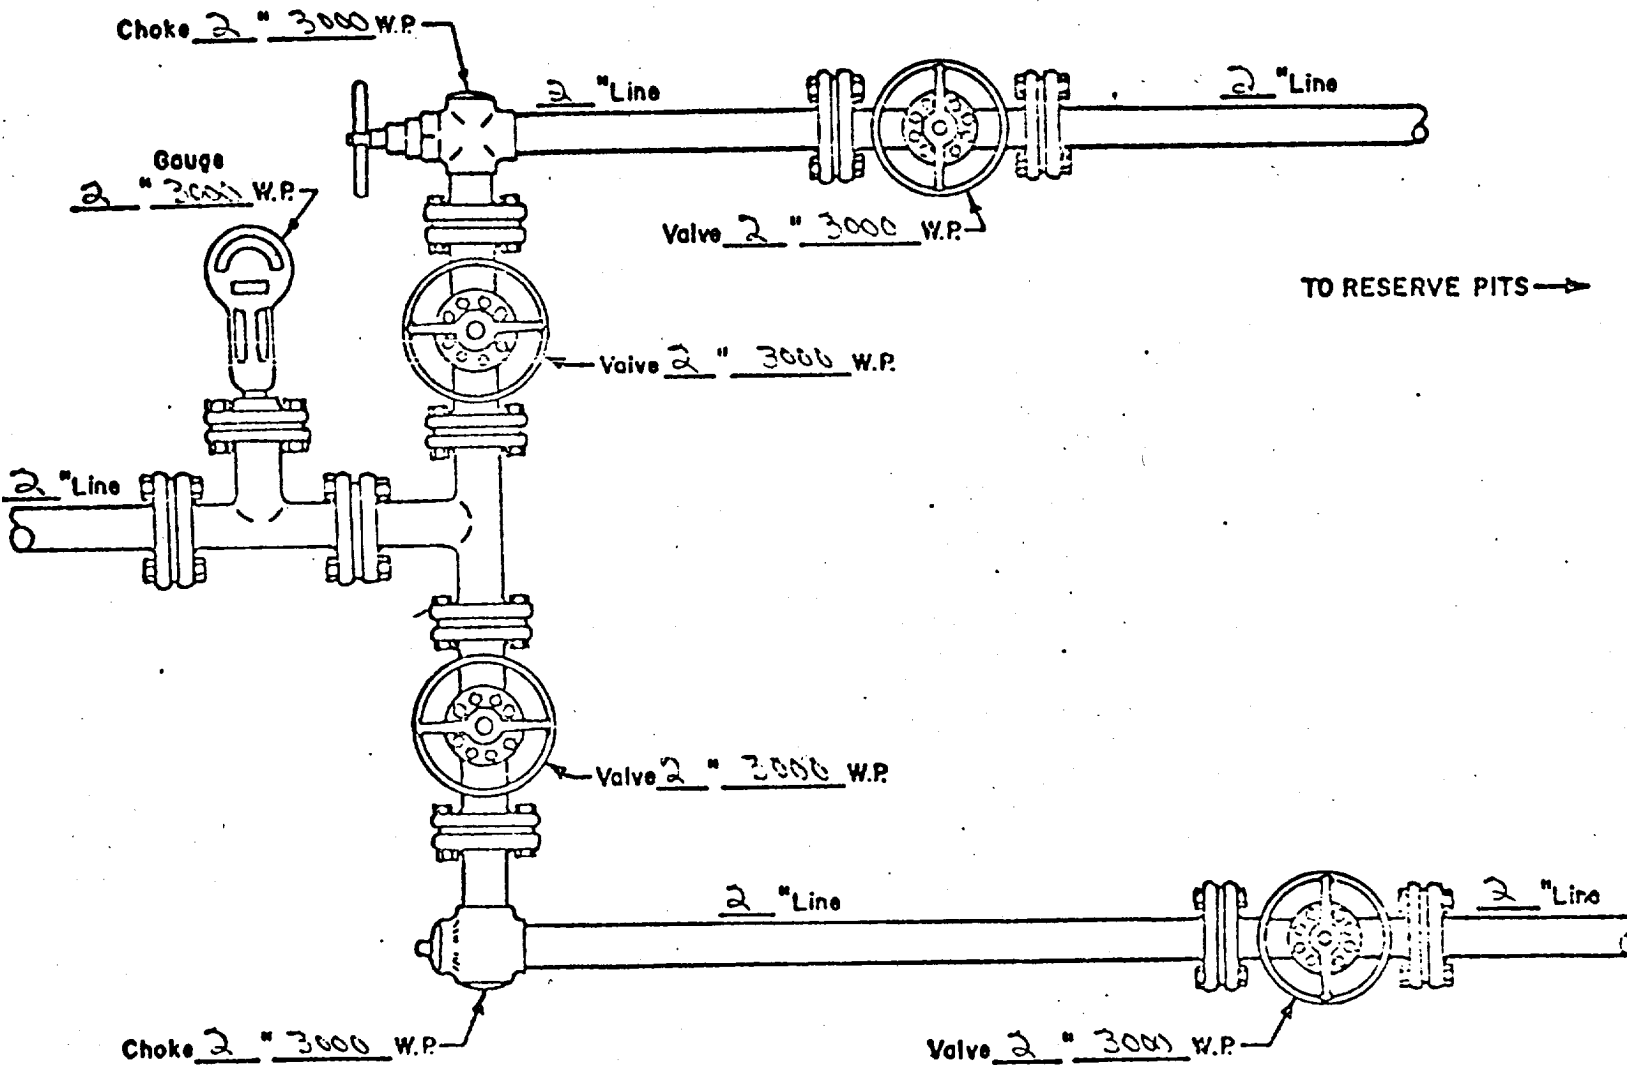 Choke 2 " 3000 W.P.
2 "Line
2 "Line
Gauge
2 " 3000 W.P.
Valve 2 " 3000 W.P.
TO RESERVE PITS
Valve 2 " 3000 W.P.
2 "Line
Valve 2 " 3000 W.P.
2 "Line
2 "Line
Choke 2 " 3000 W.P.
Valve 2 " 3000 W.P.